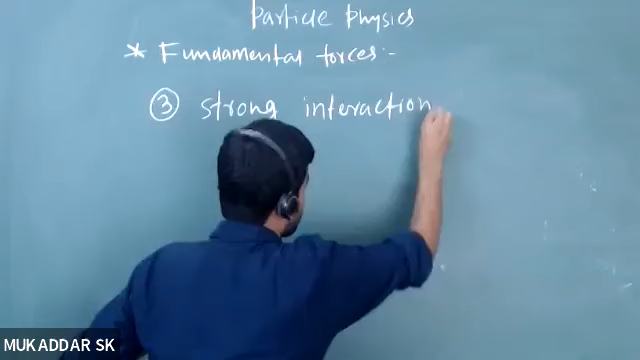 Particle Physics
* Fundamental forces:-
③ strong interaction
MUKADDAR SK